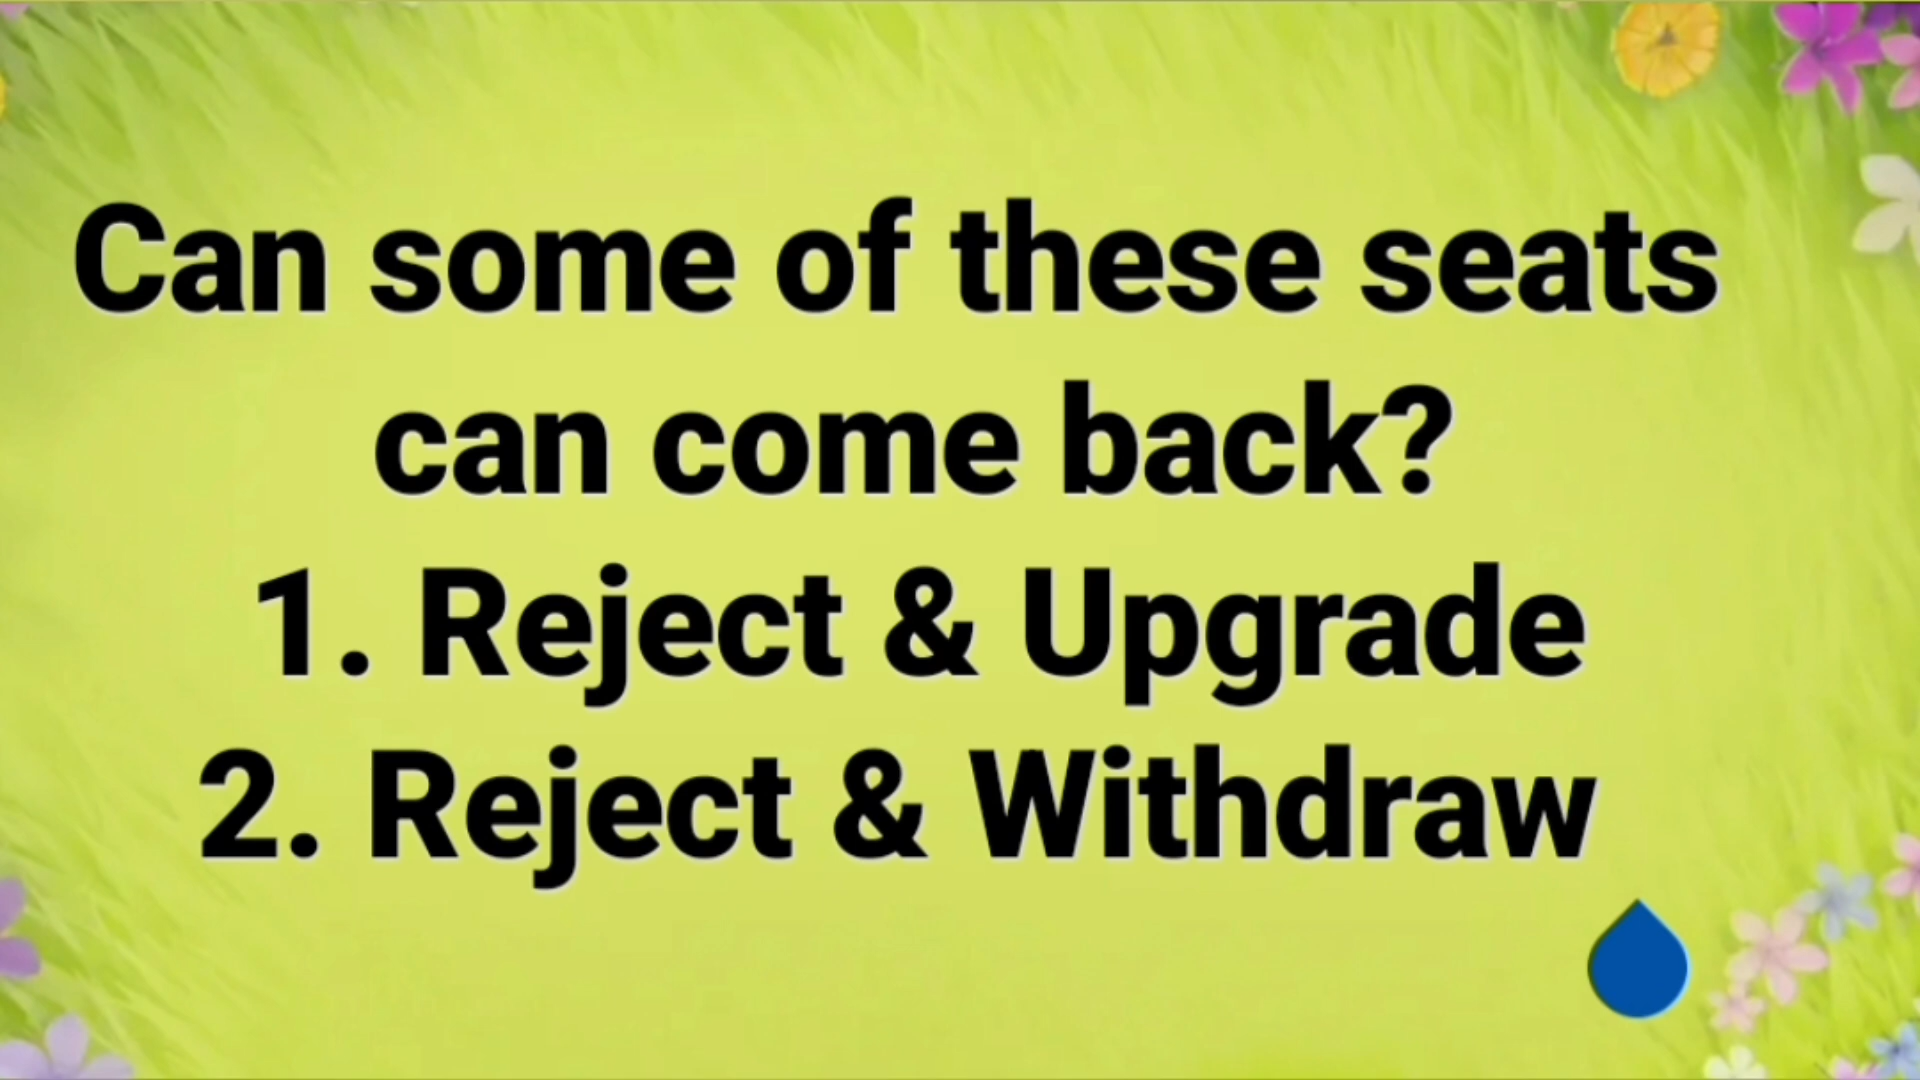 Can some of these seats
can come back?
1. Reject & Upgrade
2. Reject & Withdraw